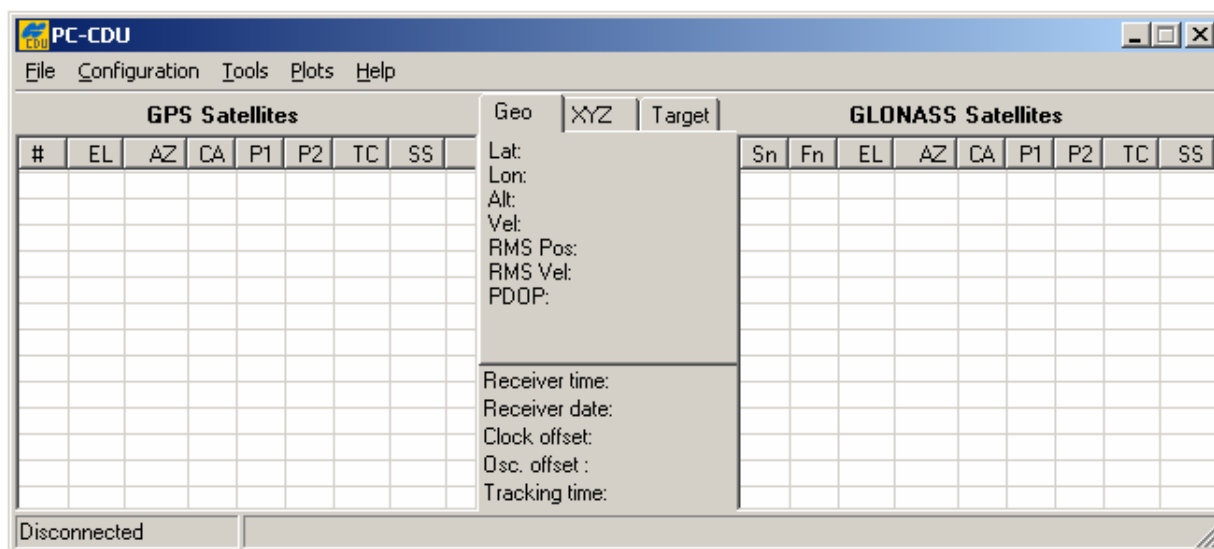 CDU PC-CDU
File Configuration Tools Plots Help
GPS Satellites
# EL AZ CA P1 P2 TC SS
Geo XYZ Target
Lat:
Lon:
Alt:
Vel:
RMS Pos:
RMS Vel:
PDOP:
Receiver time:
Receiver date:
Clock offset:
Osc. offset :
Tracking time:
GLONASS Satellites
Sn Fn EL AZ CA P1 P2 TC SS
Disconnected